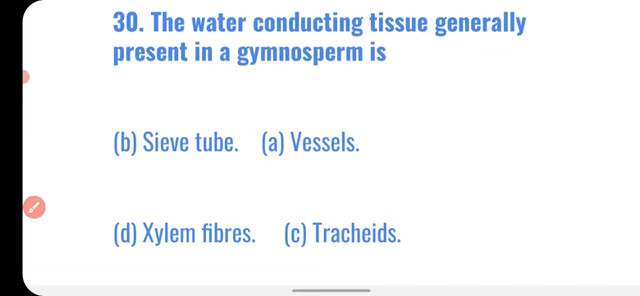 30. The water conducting tissue generally
present in a gymnosperm is
(b) Sieve tube. (a) Vessels.
(d) Xylem fibres. (c) Tracheids.